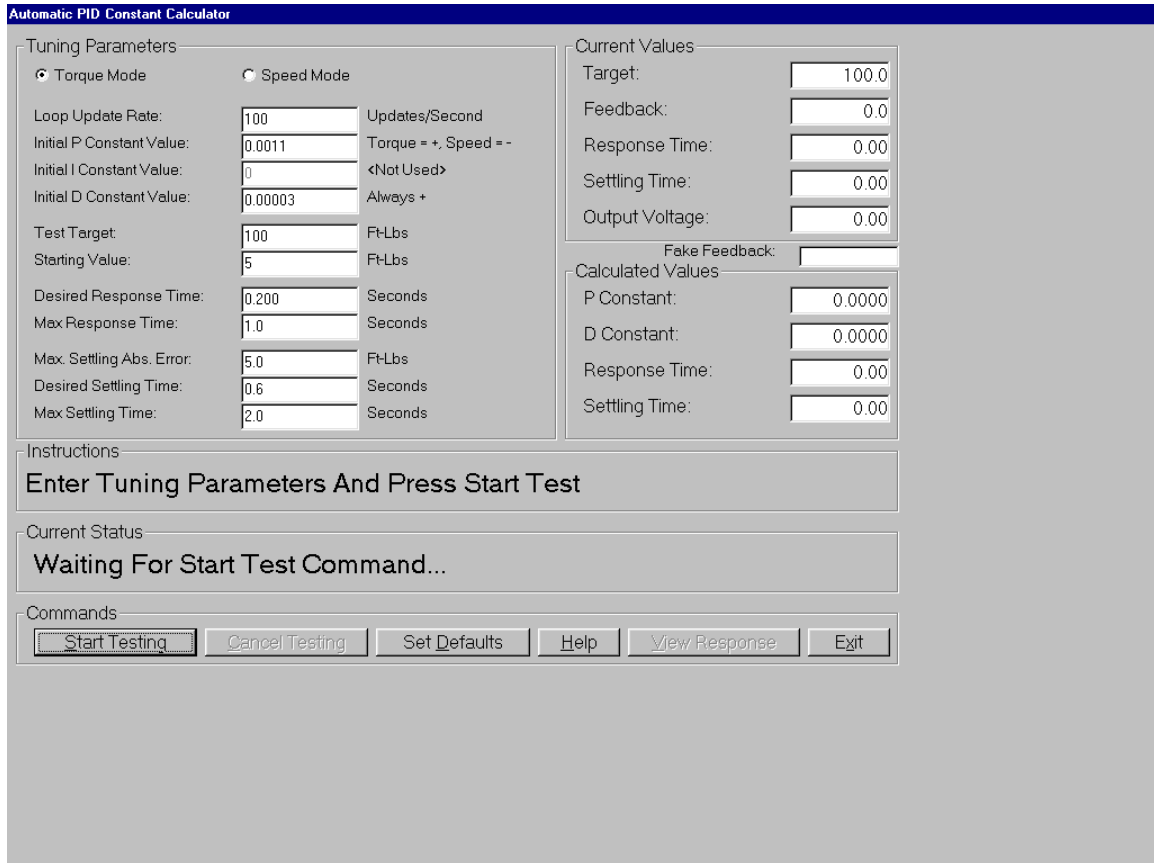 Automatic PID Constant Calculator
Tuning Parameters
Torque Mode Speed Mode
Loop Update Rate: 100 Updates/Second
Initial P Constant Value: 0.0011 Torque = +, Speed = -
Initial I Constant Value: 0 <Not Used>
Initial D Constant Value: 0.00003 Always +
Test Target: 100 Ft-Lbs
Starting Value: 5 Ft-Lbs
Desired Response Time: 0.200 Seconds
Max Response Time: 1.0 Seconds
Max. Settling Abs. Error: 5.0 Ft-Lbs
Desired Settling Time: 0.6 Seconds
Max Settling Time: 2.0 Seconds
Current Values
Target: 100.0
Feedback: 0.0
Response Time: 0.00
Settling Time: 0.00
Output Voltage: 0.00
Fake Feedback:
Calculated Values
P Constant: 0.0000
D Constant: 0.0000
Response Time: 0.00
Settling Time: 0.00
Instructions
Enter Tuning Parameters And Press Start Test
Current Status
Waiting For Start Test Command...
Commands
Start Testing Cancel Testing Set Defaults Help View Response Exit